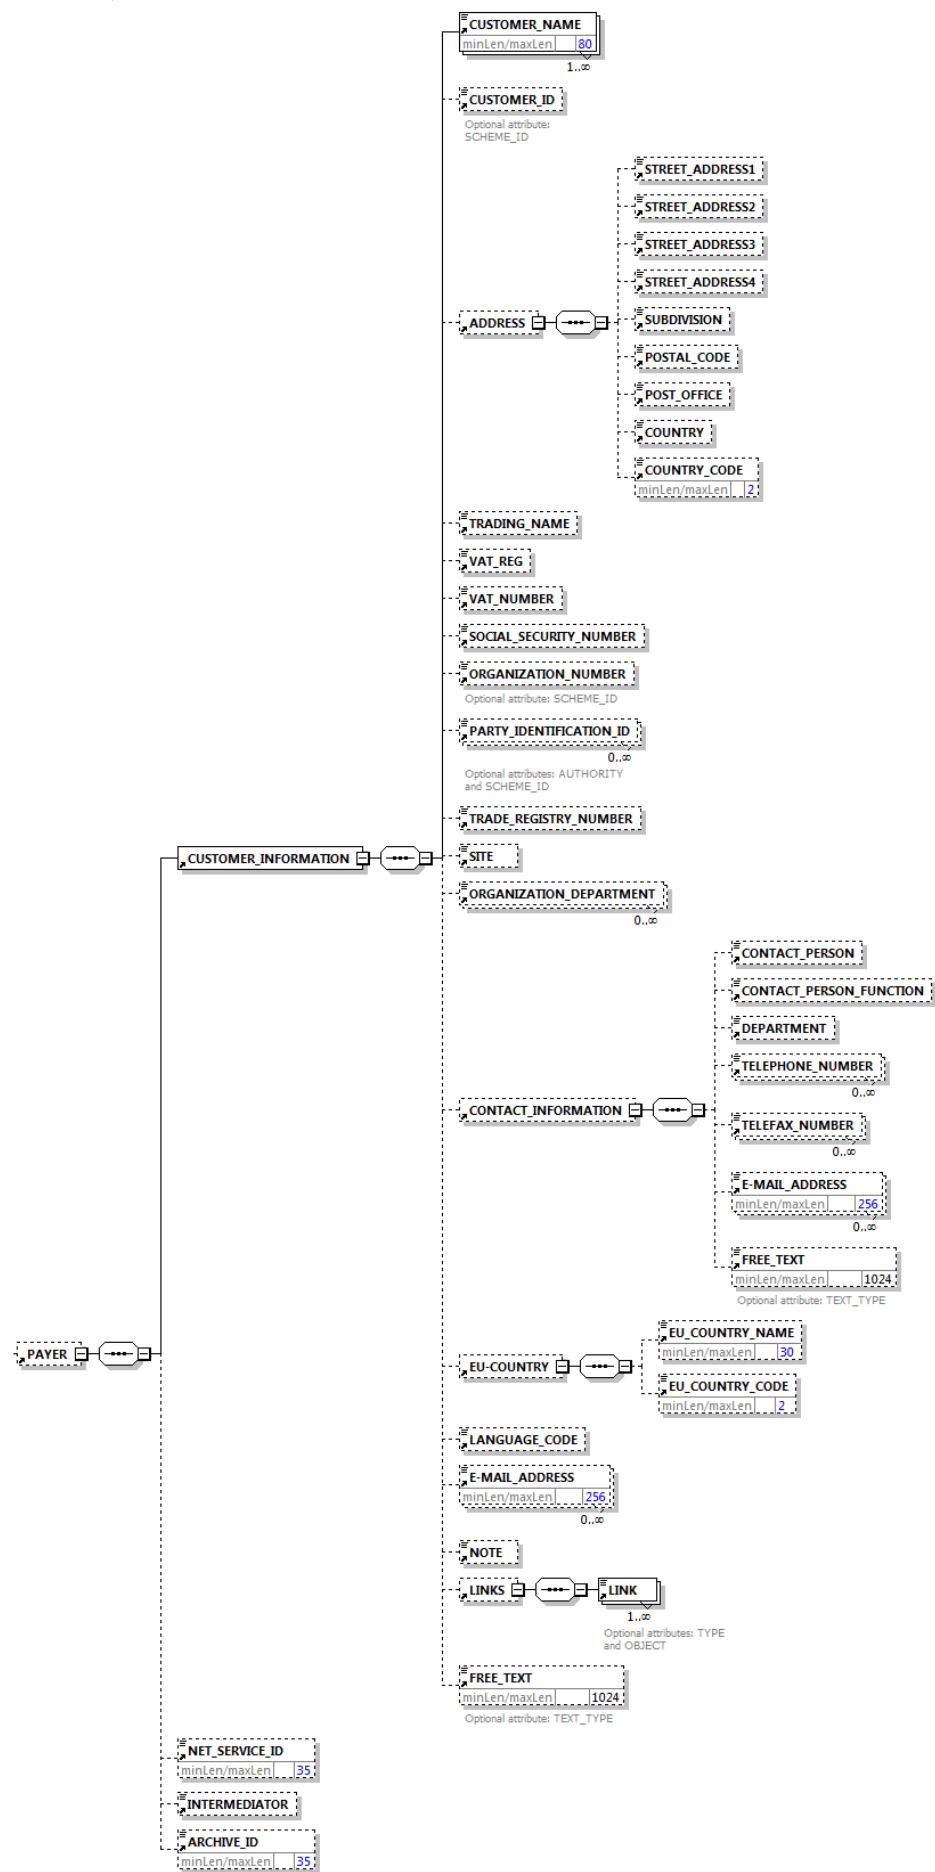 CUSTOMER_NAME
minLen/maxLen 80
1..∞
CUSTOMER_ID
Optional attribute:
SCHEME_ID
STREET_ADDRESS1
STREET_ADDRESS2
STREET_ADDRESS3
STREET_ADDRESS4
SUBDIVISION
ADDRESS
POSTAL_CODE
POST_OFFICE
COUNTRY
COUNTRY_CODE
minLen/maxLen 2
TRADING_NAME
VAT_REG
VAT_NUMBER
SOCIAL_SECURITY_NUMBER
ORGANIZATION_NUMBER
Optional attribute: SCHEME_ID
PARTY_IDENTIFICATION_ID
0..∞
Optional attributes: AUTHORITY
and SCHEME_ID
TRADE_REGISTRY_NUMBER
CUSTOMER_INFORMATION
SITE
ORGANIZATION_DEPARTMENT
0..∞
CONTACT_PERSON
CONTACT_PERSON_FUNCTION
DEPARTMENT
TELEPHONE_NUMBER
0..∞
CONTACT_INFORMATION
TELEFAX_NUMBER
0..∞
E-MAIL_ADDRESS
minLen/maxLen 256
0..∞
FREE_TEXT
minLen/maxLen 1024
Optional attribute: TEXT_TYPE
PAYER
EU_COUNTRY_NAME
minLen/maxLen 30
EU-COUNTRY
EU_COUNTRY_CODE
minLen/maxLen 2
LANGUAGE_CODE
E-MAIL_ADDRESS
minLen/maxLen 256
0..∞
NOTE
LINKS
LINK
1..∞
Optional attributes: TYPE
and OBJECT
FREE_TEXT
minLen/maxLen 1024
Optional attribute: TEXT_TYPE
NET_SERVICE_ID
minLen/maxLen 35
INTERMEDIATOR
ARCHIVE_ID
minLen/maxLen 35